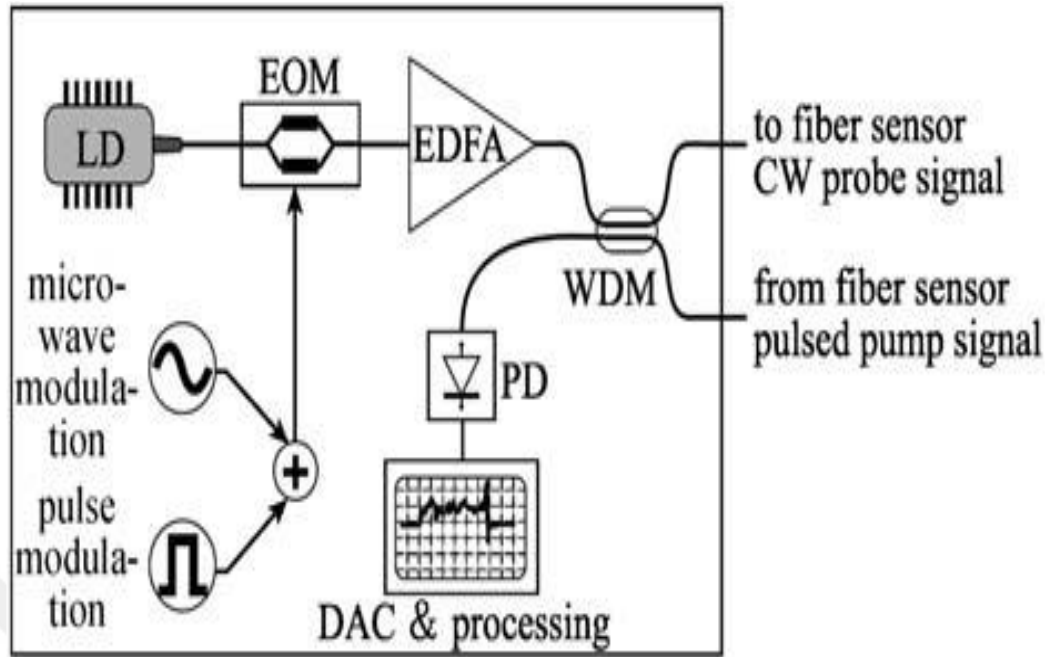 EOM
LD
EDFA
to fiber sensor
CW probe signal
WDM
from fiber sensor
pulsed pump signal
micro-
wave
modula-
tion
PD
+
pulse
modula-
tion
DAC & processing